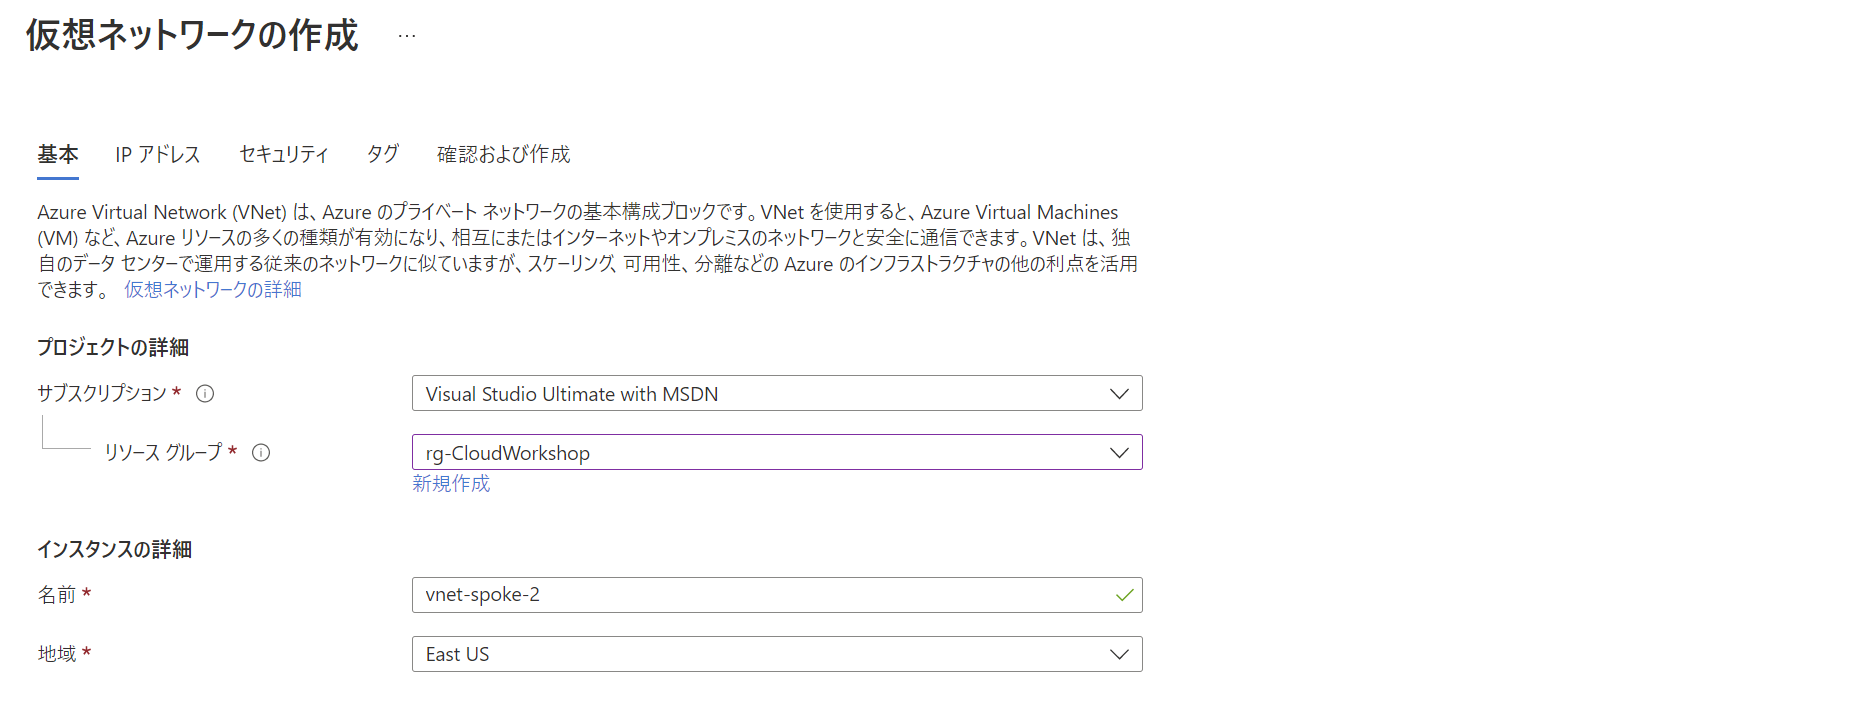 仮想ネットワークの作成 …
基本 IP アドレス セキュリティ タグ 確認および作成
Azure Virtual Network (VNet) は、Azure のプライベート ネットワークの基本構成ブロックです。VNet を使用すると、Azure Virtual Machines
(VM) など、Azure リソースの多くの種類が有効になり、相互にまたはインターネットやオンプレミスのネットワークと安全に通信できます。VNet は、独
自のデータ センターで運用する従来のネットワークに似ていますが、スケーリング、可用性、分離などの Azure のインフラストラクチャの他の利点を活用
できます。 仮想ネットワークの詳細
プロジェクトの詳細
サブスクリプション * Visual Studio Ultimate with MSDN
リソース グループ * rg-CloudWorkshop
新規作成
インスタンスの詳細
名前 * vnet-spoke-2
地域 * East US